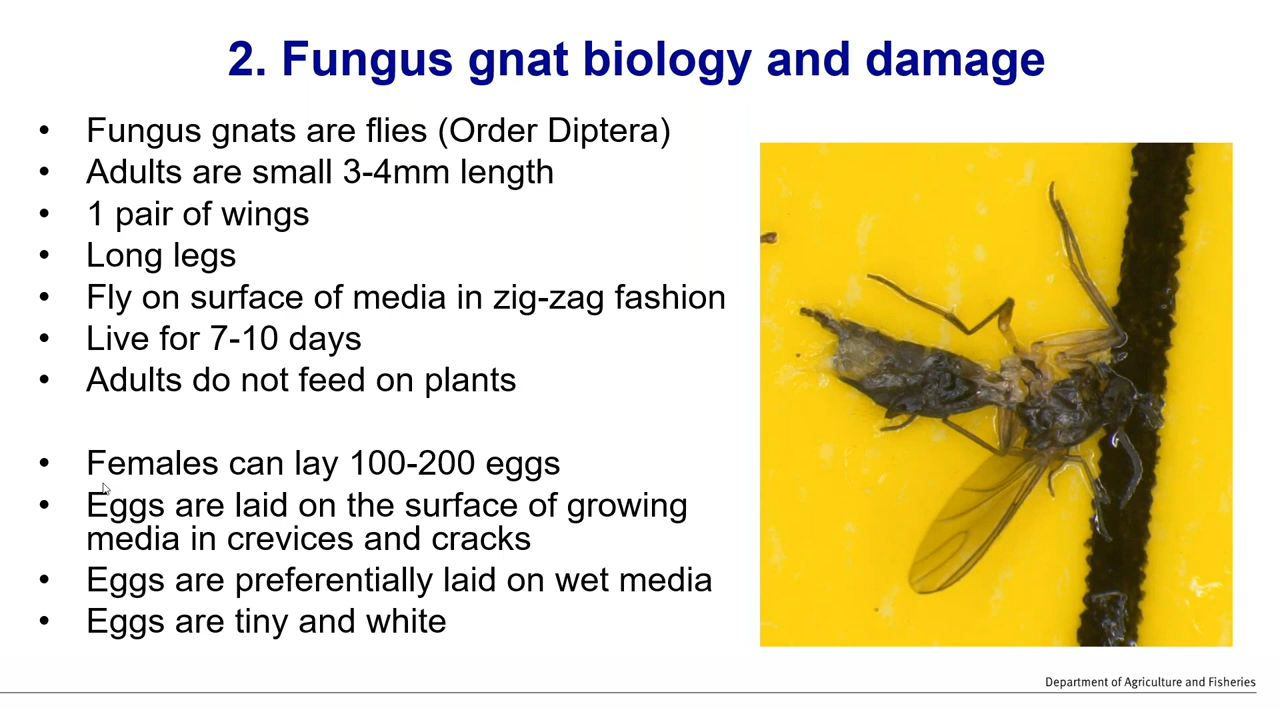 2. Fungus gnat biology and damage
• Fungus gnats are flies (Order Diptera)
• Adults are small 3-4mm length
• 1 pair of wings
• Long legs
• Fly on surface of media in zig-zag fashion
• Live for 7-10 days
• Adults do not feed on plants
• Females can lay 100-200 eggs
• Eggs are laid on the surface of growing
media in crevices and cracks
• Eggs are preferentially laid on wet media
• Eggs are tiny and white
Department of Agriculture and Fisheries